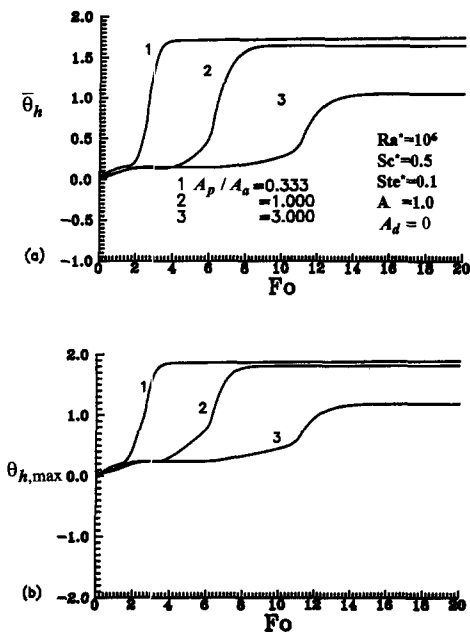 2.0
1.5
1.0
0.5
0.0
-0.5
-1.0
θ̅h
1
2
3
Ra*=10⁶
Sc*=0.5
Ste*=0.1
A =1.0
A_d = 0
1 A_p / A_a =0.333
2 =1.000
3 =3.000
(a)
0 2 4 6 8 10 12 14 16 18 20
Fo
2.0
1.0
0.0
-1.0
-2.0
θh,max
1
2
3
(b)
0 2 4 6 8 10 12 14 16 18 20
Fo